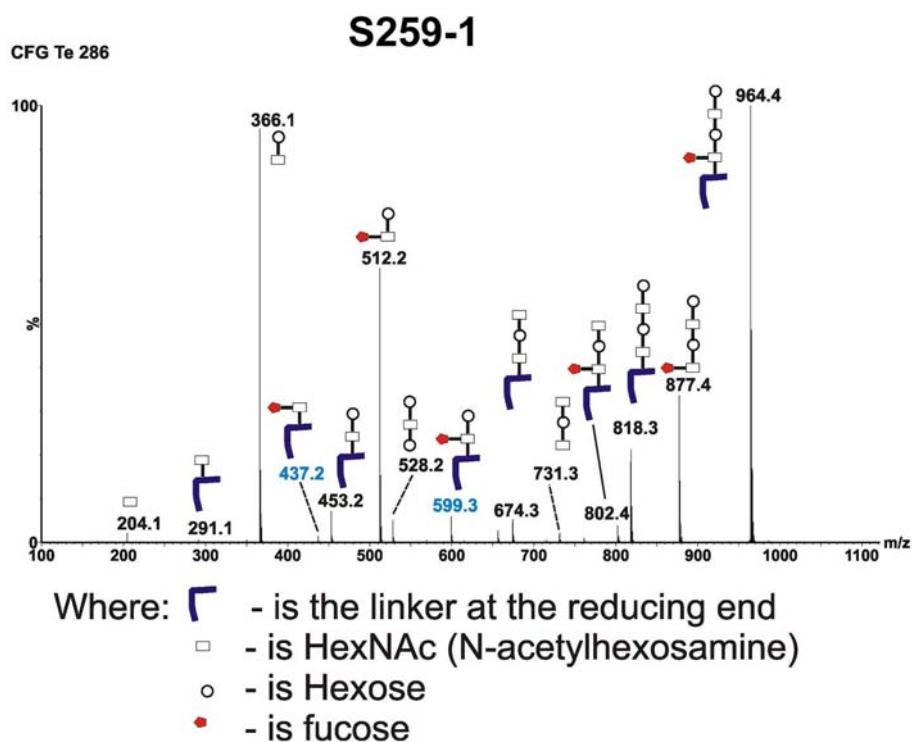 S259-1
CFG Te 286
100
964.4
366.1
512.2
%
877.4
818.3
437.2
528.2
731.3
453.2
599.3
674.3
802.4
204.1
291.1
0
100 200 300 400 500 600 700 800 900 1000 1100 m/z
Where: - is the linker at the reducing end
- is HexNAc (N-acetylhexosamine)
- is Hexose
- is fucose